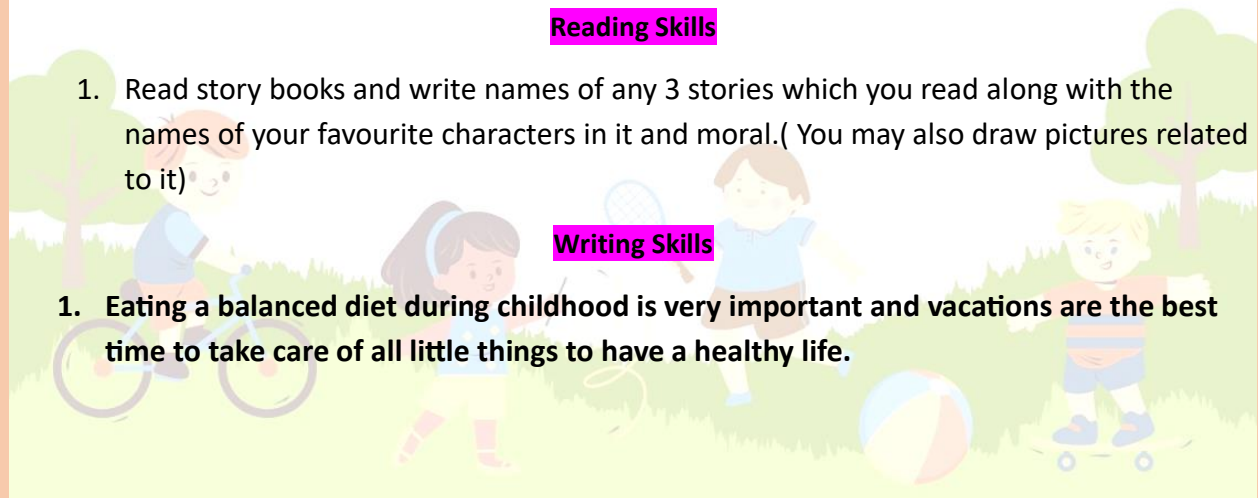 Reading Skills
1. Read story books and write names of any 3 stories which you read along with the
names of your favourite characters in it and moral.( You may also draw pictures related
to it)
Writing Skills
1. Eating a balanced diet during childhood is very important and vacations are the best
time to take care of all little things to have a healthy life.